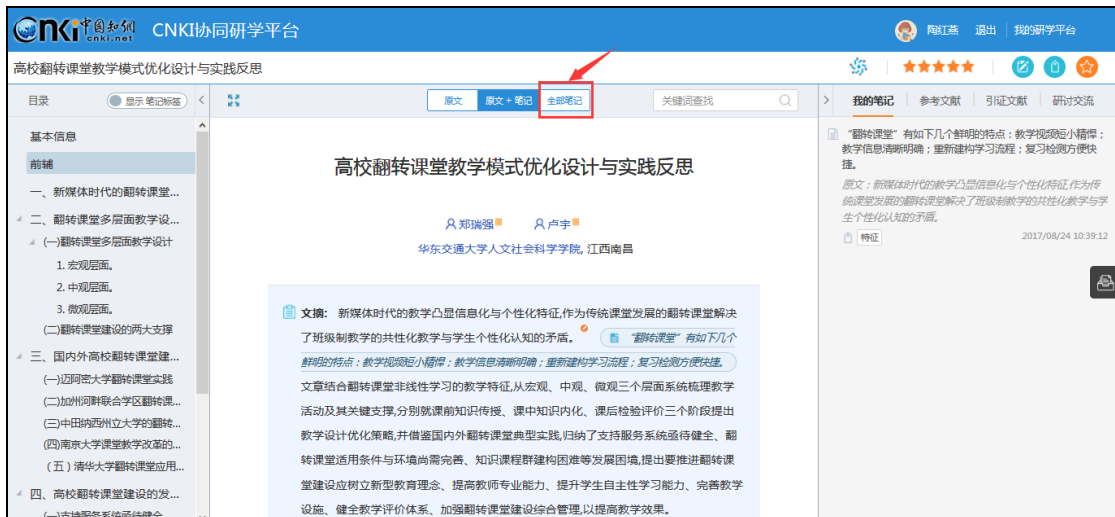 CNKI 中国知网 cnki.net CNKI协同研学平台 陶红燕 退出 我的研学平台
高校翻转课堂教学模式优化设计与实践反思
目录 显示 笔记标签
原文 原文 + 笔记 全部笔记 关键词查找
我的笔记 参考文献 引证文献 研讨交流
基本信息
前辅
一、新媒体时代的翻转课堂...
二、翻转课堂多层面教学设...
(一)翻转课堂多层面教学设计
1. 宏观层面。
2. 中观层面。
3. 微观层面。
(二)翻转课堂建设的两大支撑
三、国内外高校翻转课堂建...
(一)迈阿密大学翻转课堂实践
(二)加州河畔联合学区翻转课...
(三)中田纳西州立大学的翻转...
(四)南京大学课堂教学改革的...
(五）清华大学翻转课堂应用...
四、高校翻转课堂建设的发...
(一)支持服务系统亟待健全
高校翻转课堂教学模式优化设计与实践反思
郑瑞强 卢宇
华东交通大学人文社会科学学院, 江西南昌
文摘: 新媒体时代的教学凸显信息化与个性化特征,作为传统课堂发展的翻转课堂解决
了班级制教学的共性化教学与学生个性化认知的矛盾。 “翻转课堂”有如下几个
鲜明的特点：教学视频短小精悍；教学信息清晰明确；重新建构学习流程；复习检测方便快捷。
文章结合翻转课堂非线性学习的教学特征,从宏观、中观、微观三个层面系统梳理教学
活动及其关键支撑,分别就课前知识传授、课中知识内化、课后检验评价三个阶段提出
教学设计优化策略,并借鉴国内外翻转课堂典型实践,归纳了支持服务系统亟待健全、翻
转课堂适用条件与环境尚需完善、知识课程群建构困难等发展困境,提出要推进翻转课
堂建设应树立新型教育理念、提高教师专业能力、提升学生自主性学习能力、完善教学
设施、健全教学评价体系、加强翻转课堂建设综合管理,以提高教学效果。
“翻转课堂”有如下几个鲜明的特点：教学视频短小精悍；
教学信息清晰明确；重新建构学习流程；复习检测方便快
捷。
原文：新媒体时代的教学凸显信息化与个性化特征,作为传
统课堂发展的翻转课堂解决了班级制教学的共性化教学与学
生个性化认知的矛盾。
特征 2017/08/24 10:39:12